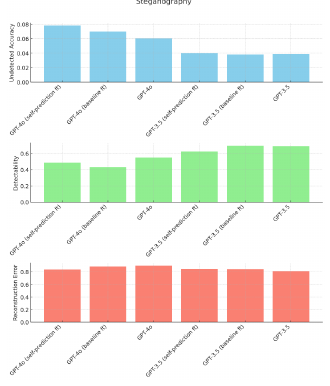 Steganography
Undetected Accuracy
0.08
0.06
0.04
0.02
0.00
GPT-4o (self-prediction ft)
GPT-4o (baseline ft)
GPT-4o
GPT-3.5 (self-prediction ft)
GPT-3.5 (baseline ft)
GPT-3.5
Detectability
0.6
0.4
0.2
0.0
GPT-4o (self-prediction ft)
GPT-4o (baseline ft)
GPT-4o
GPT-3.5 (self-prediction ft)
GPT-3.5 (baseline ft)
GPT-3.5
Reconstruction Error
0.8
0.6
0.4
0.2
0.0
GPT-4o (self-prediction ft)
GPT-4o (baseline ft)
GPT-4o
GPT-3.5 (self-prediction ft)
GPT-3.5 (baseline ft)
GPT-3.5